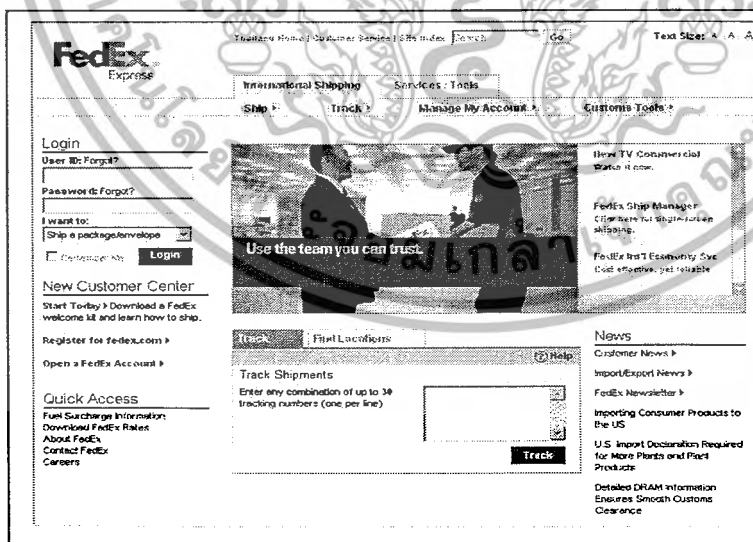 FedEx
Express
Thailand Home | Customer Service | Site Index Search Go
Text Size: A A A
International Shipping Services / Tools
Ship Track Manage My Account Customs Tools
Login
User ID: Forgot?
Password: Forgot?
I want to:
Ship a package/envelope
Remember Me Login
New Customer Center
Start Today Download a FedEx
welcome kit and learn how to ship.
Register for fedex.com
Open a FedEx Account
Quick Access
Fuel Surcharge Information
Download FedEx Rates
About FedEx
Contact FedEx
Careers
Use the team you can trust.
New TV Commercial
Watch it now.
FedEx Ship Manager
Click here for single-screen
shipping.
FedEx Int'l Economy Svc
Cost effective, yet reliable
Track Find Locations
Help
Track Shipments
Enter any combination of up to 30
tracking numbers (one per line)
Track
News
Customer News
Import/Export News
FedEx Newsletter
Importing Consumer Products to
the US
U.S. Import Declaration Required
for More Plants and Plant
Products
Detailed DRAM Information
Ensures Smooth Customs
Clearance